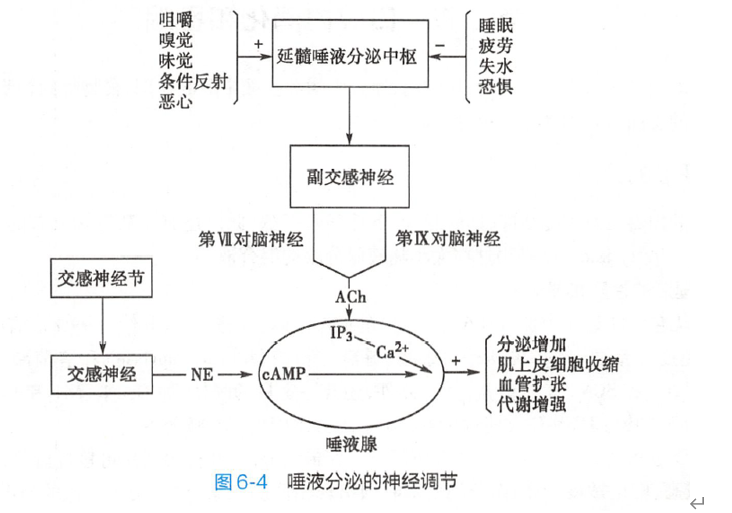 咀嚼
嗅觉
味觉
条件反射
恶心
+
延髓唾液分泌中枢
−
睡眠
疲劳
失水
恐惧
副交感神经
第Ⅶ对脑神经
第Ⅸ对脑神经
交感神经节
ACh
IP₃
Ca²⁺
交感神经
NE
cAMP
+
分泌增加
肌上皮细胞收缩
血管扩张
代谢增强
唾液腺
图6-4 唾液分泌的神经调节